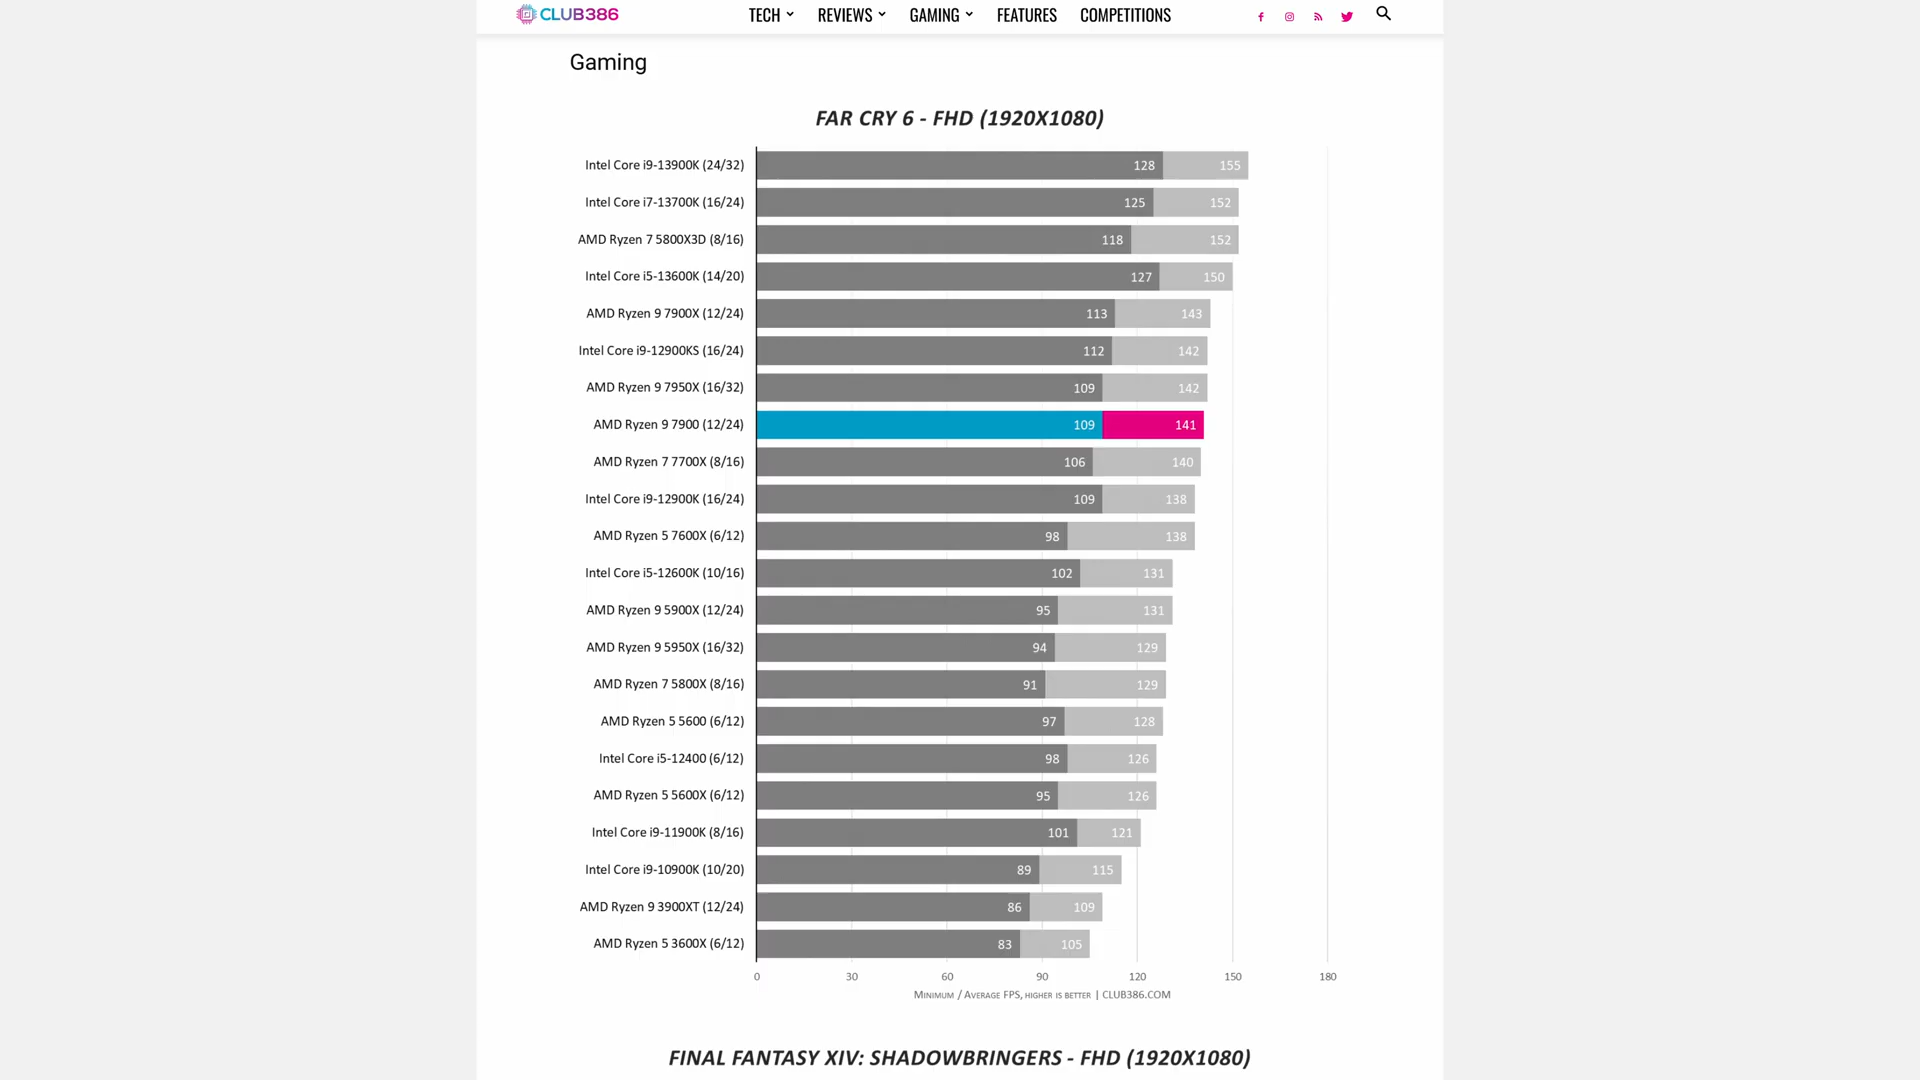 CLUB386
TECH REVIEWS GAMING FEATURES COMPETITIONS
Gaming
FAR CRY 6 - FHD (1920X1080)
Intel Core i9-13900K (24/32) 128 155
Intel Core i7-13700K (16/24) 125 152
AMD Ryzen 7 5800X3D (8/16) 118 152
Intel Core i5-13600K (14/20) 127 150
AMD Ryzen 9 7900X (12/24) 113 143
Intel Core i9-12900KS (16/24) 112 142
AMD Ryzen 9 7950X (16/32) 109 142
AMD Ryzen 9 7900 (12/24) 109 141
AMD Ryzen 7 7700X (8/16) 106 140
Intel Core i9-12900K (16/24) 109 138
AMD Ryzen 5 7600X (6/12) 98 138
Intel Core i5-12600K (10/16) 102 131
AMD Ryzen 9 5900X (12/24) 95 131
AMD Ryzen 9 5950X (16/32) 94 129
AMD Ryzen 7 5800X (8/16) 91 129
AMD Ryzen 5 5600 (6/12) 97 128
Intel Core i5-12400 (6/12) 98 126
AMD Ryzen 5 5600X (6/12) 95 126
Intel Core i9-11900K (8/16) 101 121
Intel Core i9-10900K (10/20) 89 115
AMD Ryzen 9 3900XT (12/24) 86 109
AMD Ryzen 5 3600X (6/12) 83 105
0 30 60 90 120 150 180
Minimum / Average FPS, higher is better | CLUB386.COM
FINAL FANTASY XIV: SHADOWBRINGERS - FHD (1920X1080)